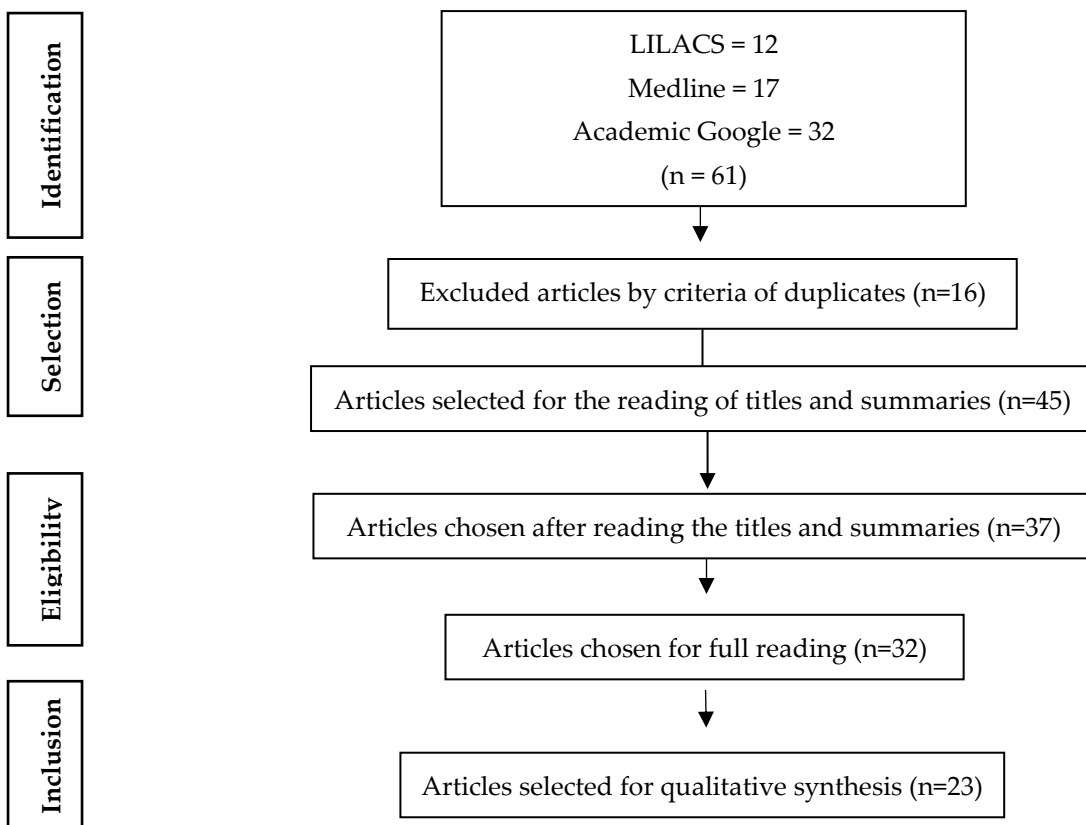 Identification
LILACS = 12
Medline = 17
Academic Google = 32
(n = 61)
Selection
Excluded articles by criteria of duplicates (n=16)
Articles selected for the reading of titles and summaries (n=45)
Eligibility
Articles chosen after reading the titles and summaries (n=37)
Articles chosen for full reading (n=32)
Inclusion
Articles selected for qualitative synthesis (n=23)